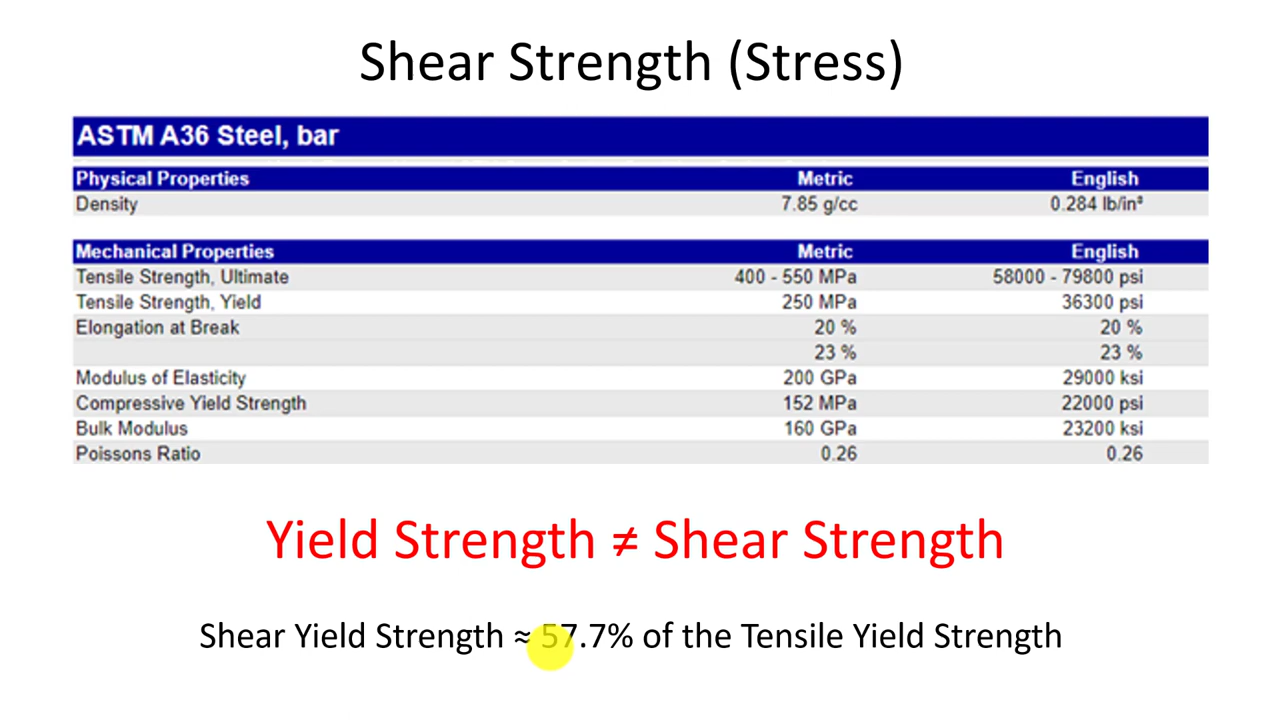 Shear Strength (Stress)
ASTM A36 Steel, bar
Physical Properties Metric English
Density 7.85 g/cc 0.284 lb/in³
Mechanical Properties Metric English
Tensile Strength, Ultimate 400 - 550 MPa 58000 - 79800 psi
Tensile Strength, Yield 250 MPa 36300 psi
Elongation at Break 20 % 20 %
23 % 23 %
Modulus of Elasticity 200 GPa 29000 ksi
Compressive Yield Strength 152 MPa 22000 psi
Bulk Modulus 160 GPa 23200 ksi
Poissons Ratio 0.26 0.26
Yield Strength ≠ Shear Strength
Shear Yield Strength ≈ 57.7% of the Tensile Yield Strength